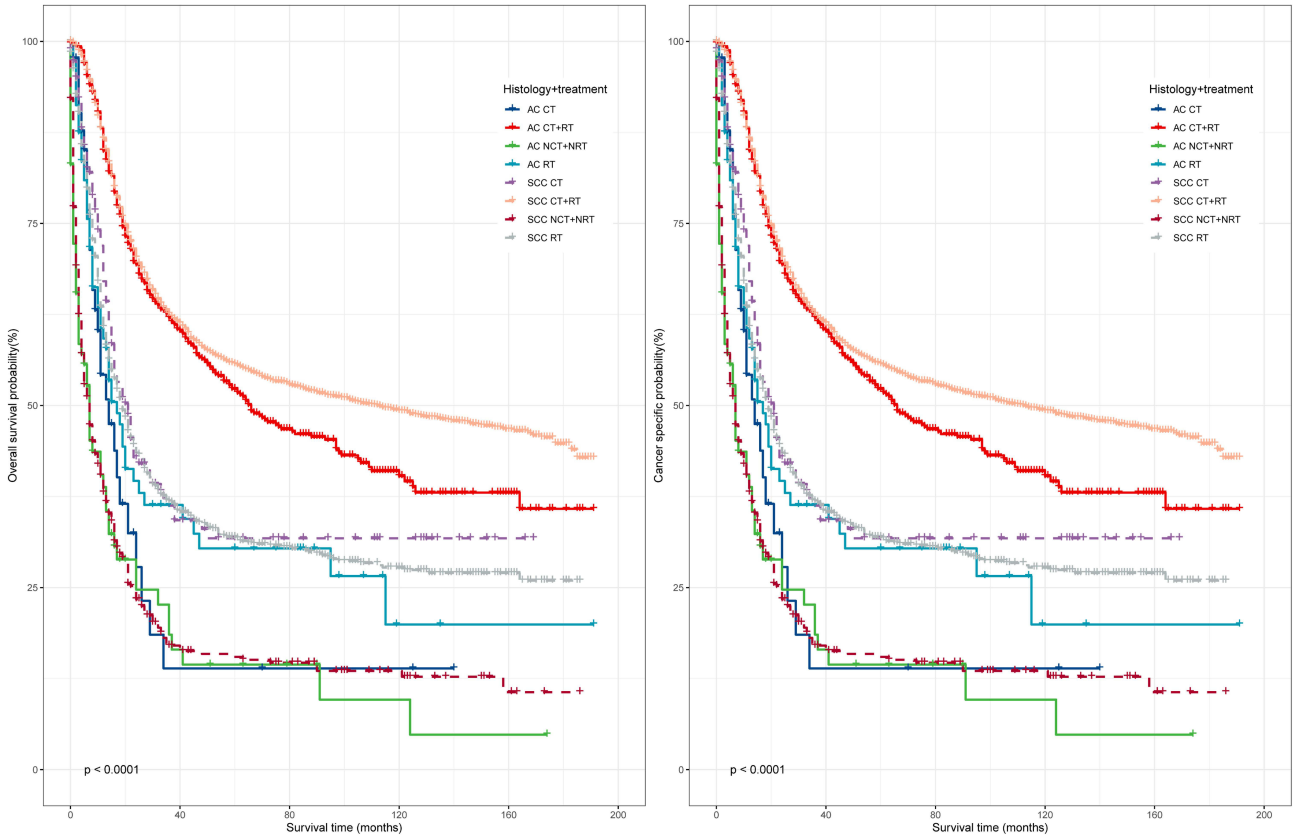 Overall survival probability(%)
100
75
50
25
0
Histology+treatment
AC CT
AC CT+RT
AC NCT+NRT
AC RT
SCC CT
SCC CT+RT
SCC NCT+NRT
SCC RT
p < 0.0001
0
40
80
120
160
200
Survival time (months)
Cancer specific probability(%)
100
75
50
25
0
Histology+treatment
AC CT
AC CT+RT
AC NCT+NRT
AC RT
SCC CT
SCC CT+RT
SCC NCT+NRT
SCC RT
p < 0.0001
0
40
80
120
160
200
Survival time (months)